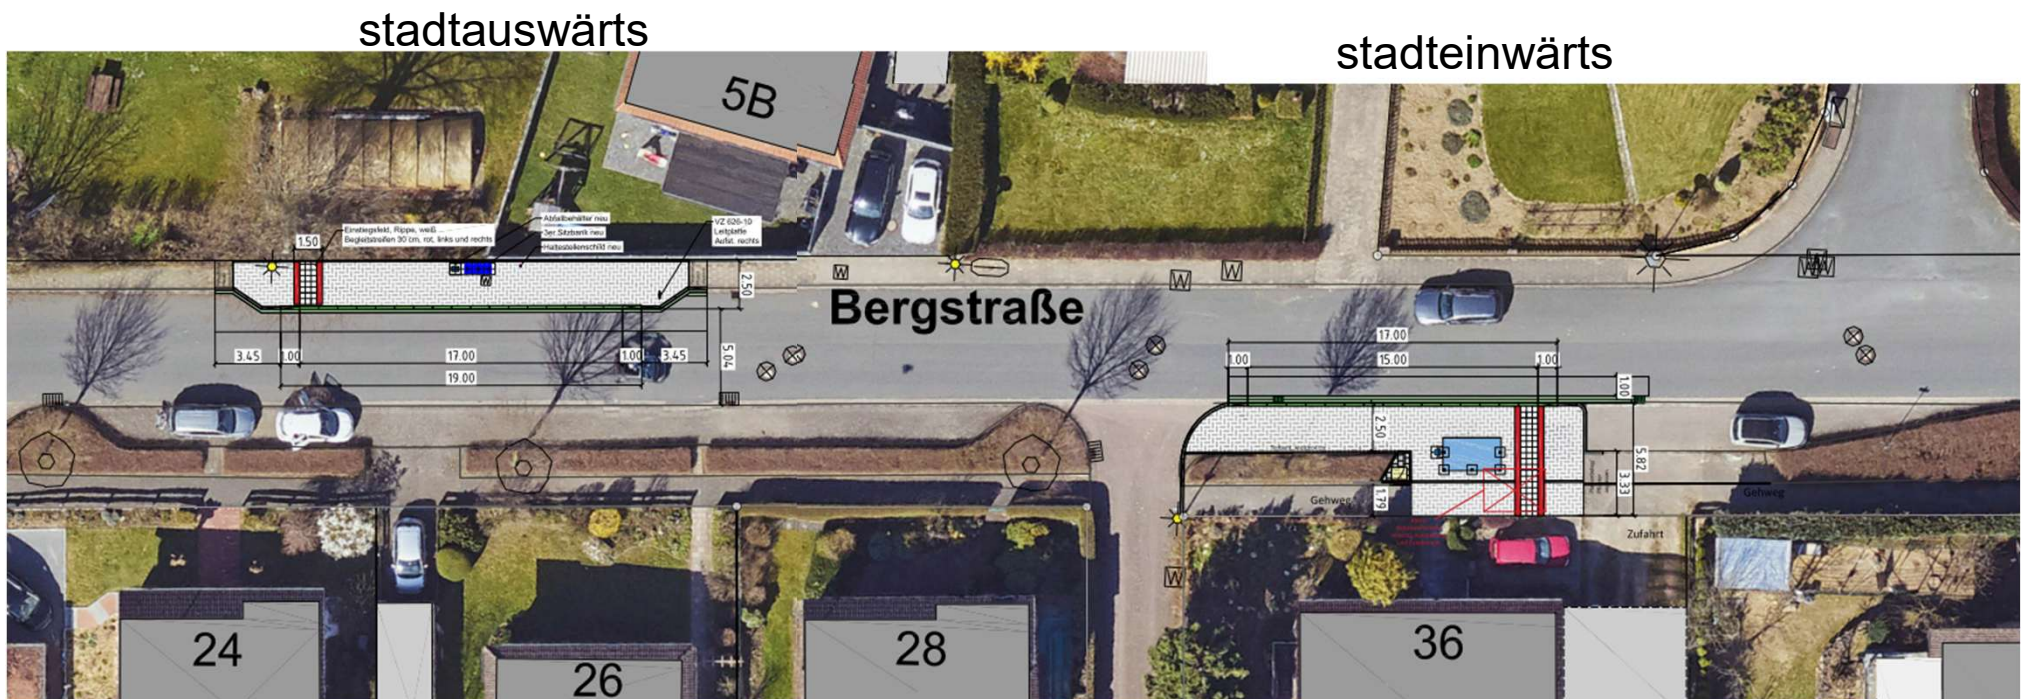 stadtauswärts
stadteinwärts
5B
Abfallbehälter neu
3er Sitzbank neu
Haltestellenschild neu
VZ 626-10
Leitplatte
Aufst. rechts
Einstiegsfeld, Rippe, weiß
Begleitstreifen 30 cm, rot, links und rechts
1.50
2.50
W
W
W
W
W W
Bergstraße
3.45
1.00
17.00
1.00
3.45
19.00
5.04
17.00
1.00
15.00
1.00
1.00
2.50
5.82
3.33
1.79
Gehweg
Gehweg
Zufahrt
W
24
26
28
36